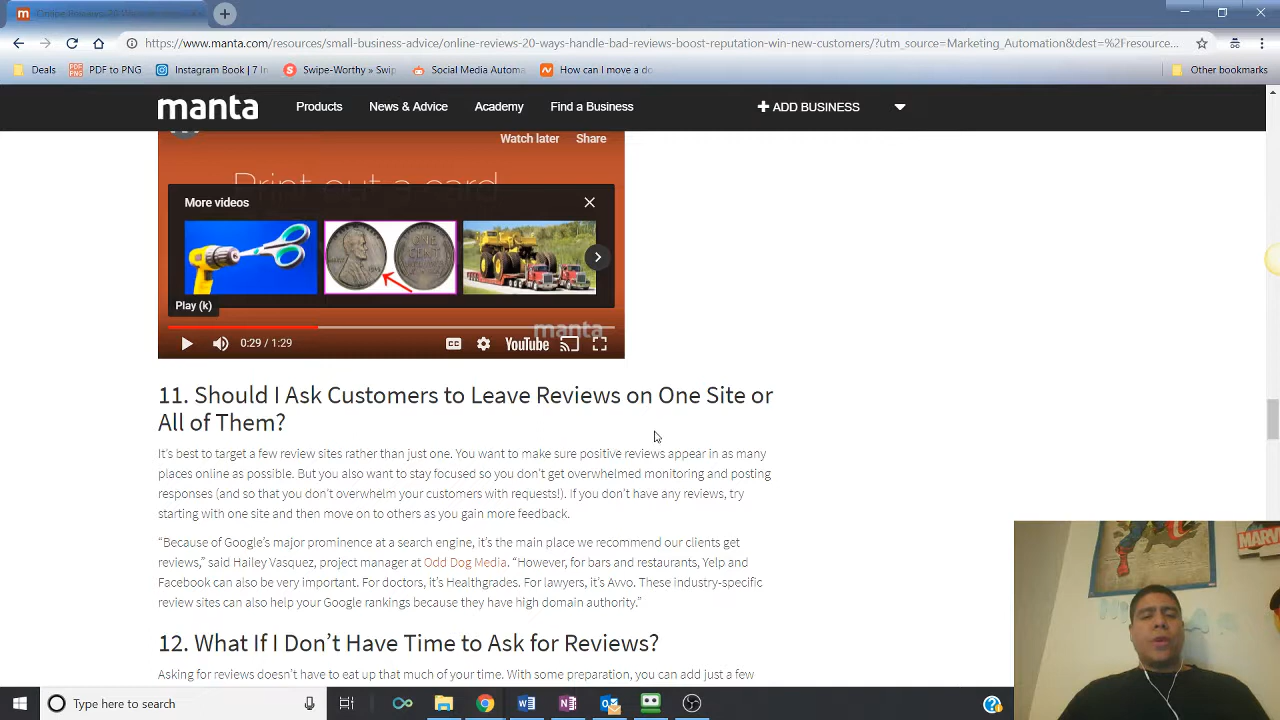 https://www.manta.com/resources/small-business-advice/online-reviews-20-ways-handle-bad-reviews-boost-reputation-win-new-customers/?utm_source=Marketing_Automation&dest=%2Fresource...
Deals
PDF to PNG
Instagram Book | 7 In
Swipe-Worthy » Swip
Social Media Automa
How can I move a do
Other bookmarks
manta
Products
News & Advice
Academy
Find a Business
ADD BUSINESS
Watch later
Share
Print out a card
More videos
ONE CENT
Play (k)
manta
0:29 / 1:29
CC
YouTube
11. Should I Ask Customers to Leave Reviews on One Site or
All of Them?
It's best to target a few review sites rather than just one. You want to make sure positive reviews appear in as many
places online as possible. But you also want to stay focused so you don't get overwhelmed monitoring and posting
responses (and so that you don't overwhelm your customers with requests!). If you don't have any reviews, try
starting with one site and then move on to others as you gain more feedback.
“Because of Google's major prominence at a search engine, it's the main place we recommend our clients get
reviews,” said Hailey Vasquez, project manager at Odd Dog Media. “However, for bars and restaurants, Yelp and
Facebook can also be very important. For doctors, it's Healthgrades. For lawyers, it's Avvo. These industry-specific
review sites can also help your Google rankings because they have high domain authority.”
12. What If I Don't Have Time to Ask for Reviews?
Asking for reviews doesn't have to eat up that much of your time. With some preparation, you can add just a few
MARVEL
Type here to search